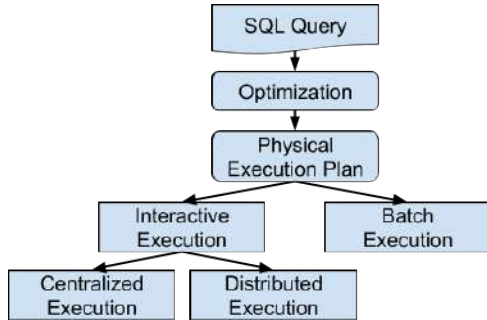 SQL Query
Optimization
Physical
Execution Plan
Interactive
Execution
Batch
Execution
Centralized
Execution
Distributed
Execution